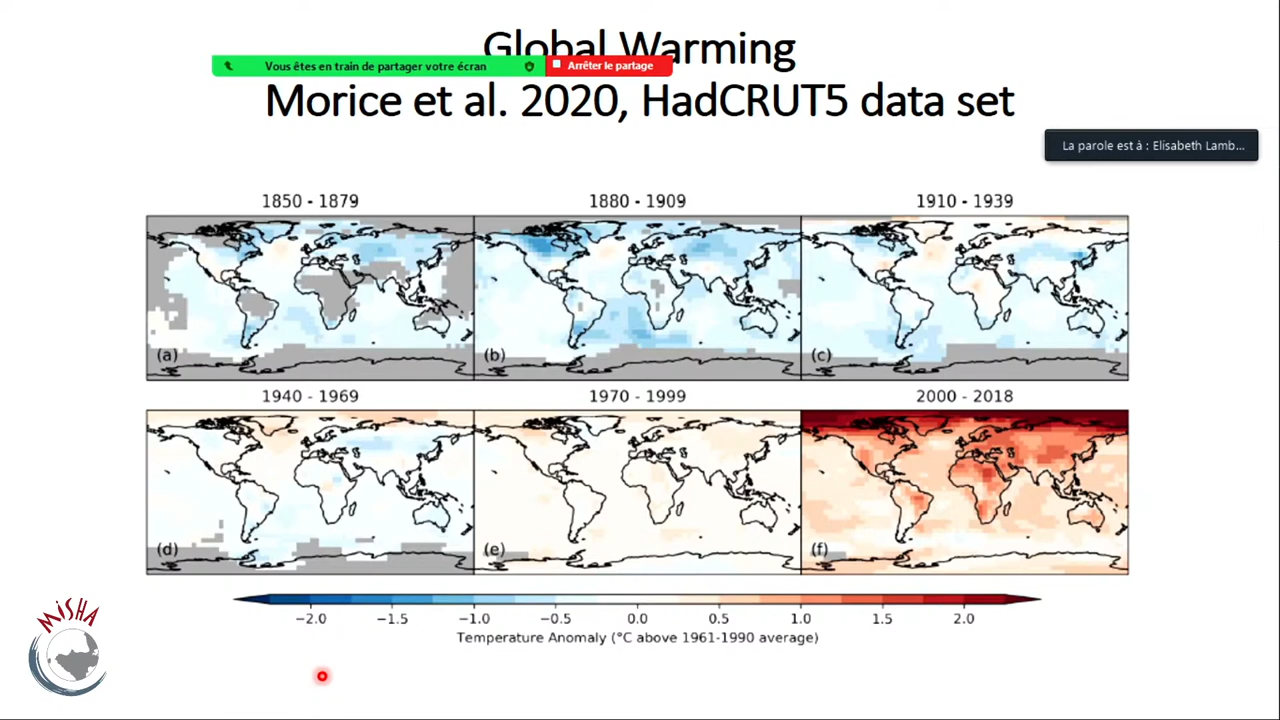 Global Warming
Vous êtes en train de partager votre écran
Arrêter le partage
Morice et al. 2020, HadCRUT5 data set
La parole est à : Elisabeth Lamb...
1850 - 1879
1880 - 1909
1910 - 1939
(a)
(b)
(c)
1940 - 1969
1970 - 1999
2000 - 2018
(d)
(e)
(f)
−2.0 −1.5 −1.0 −0.5 0.0 0.5 1.0 1.5 2.0
Temperature Anomaly (°C above 1961-1990 average)
MiSHA